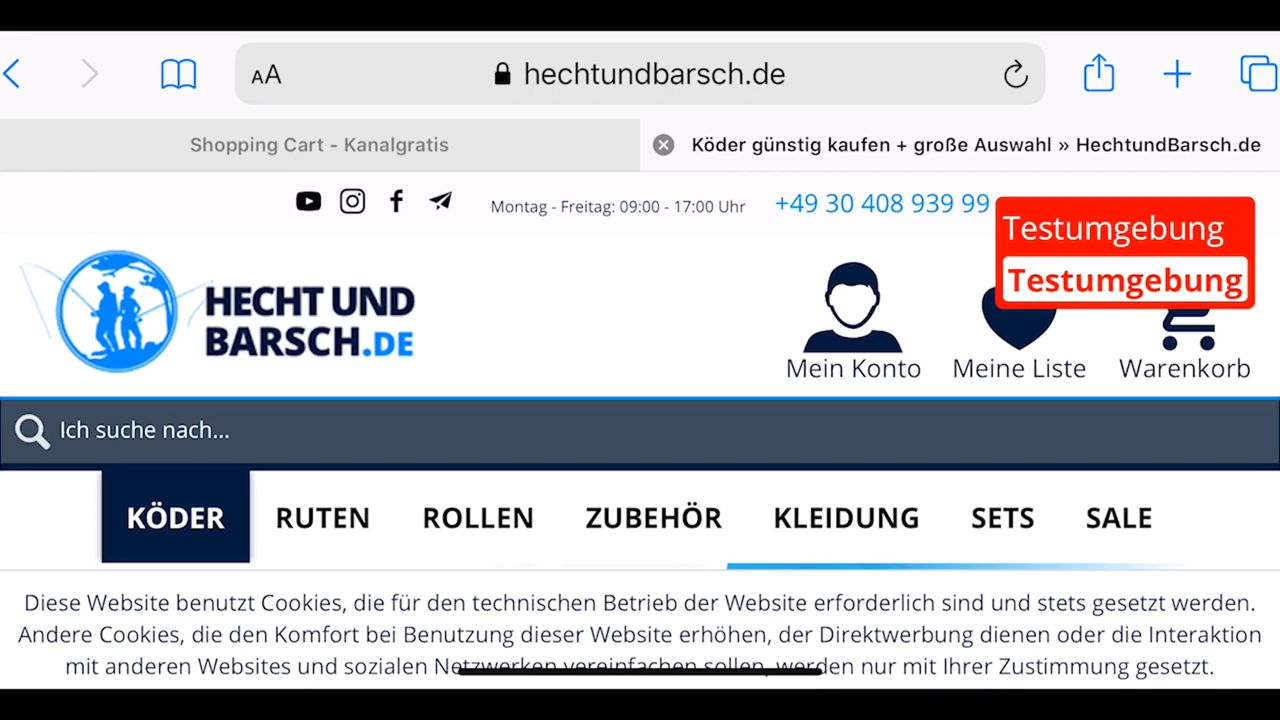 AA hechtundbarsch.de
Shopping Cart - Kanalgratis
Köder günstig kaufen + große Auswahl » HechtundBarsch.de
Montag - Freitag: 09:00 - 17:00 Uhr
+49 30 408 939 99
Testumgebung
Testumgebung
HECHT UND
BARSCH.DE
Mein Konto
Meine Liste
Warenkorb
Ich suche nach...
KÖDER RUTEN ROLLEN ZUBEHÖR KLEIDUNG SETS SALE
Diese Website benutzt Cookies, die für den technischen Betrieb der Website erforderlich sind und stets gesetzt werden.
Andere Cookies, die den Komfort bei Benutzung dieser Website erhöhen, der Direktwerbung dienen oder die Interaktion
mit anderen Websites und sozialen Netzwerken vereinfachen sollen, werden nur mit Ihrer Zustimmung gesetzt.